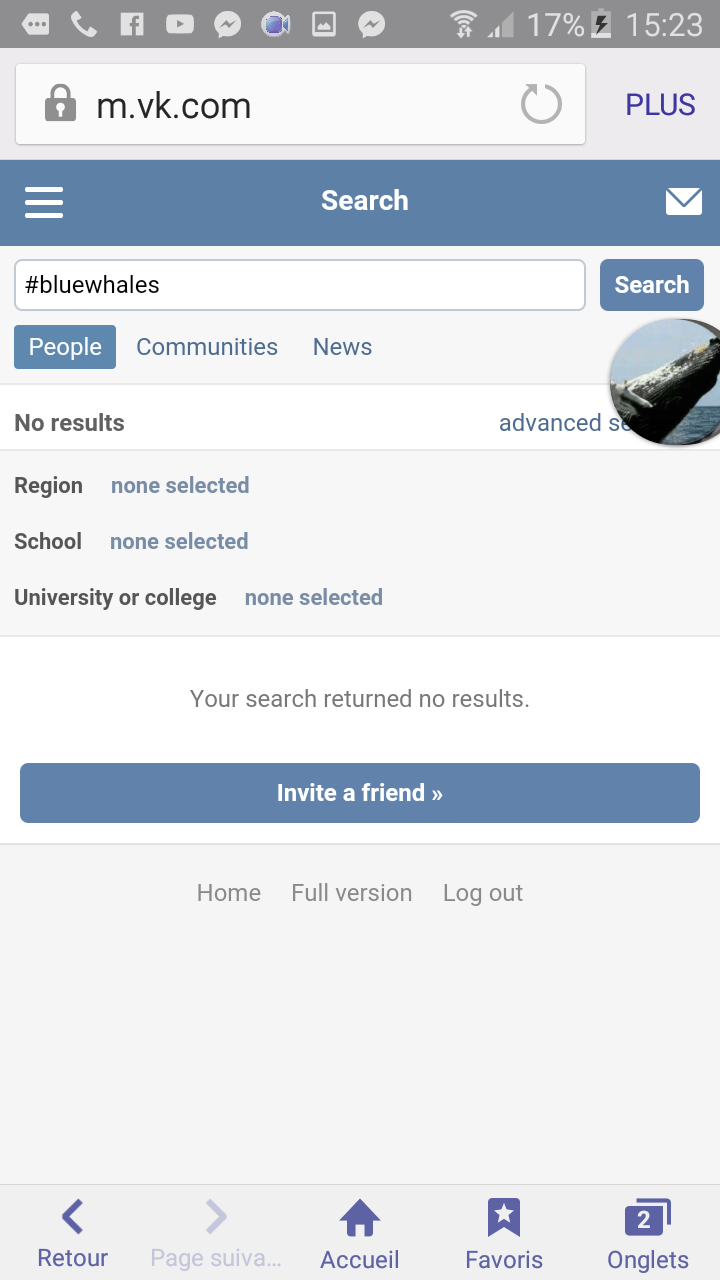 17% 15:23
m.vk.com PLUS
Search
#bluewhales Search
People Communities News
No results advanced se
Region none selected
School none selected
University or college none selected
Your search returned no results.
Invite a friend »
Home Full version Log out
2
Retour Page suiva... Accueil Favoris Onglets